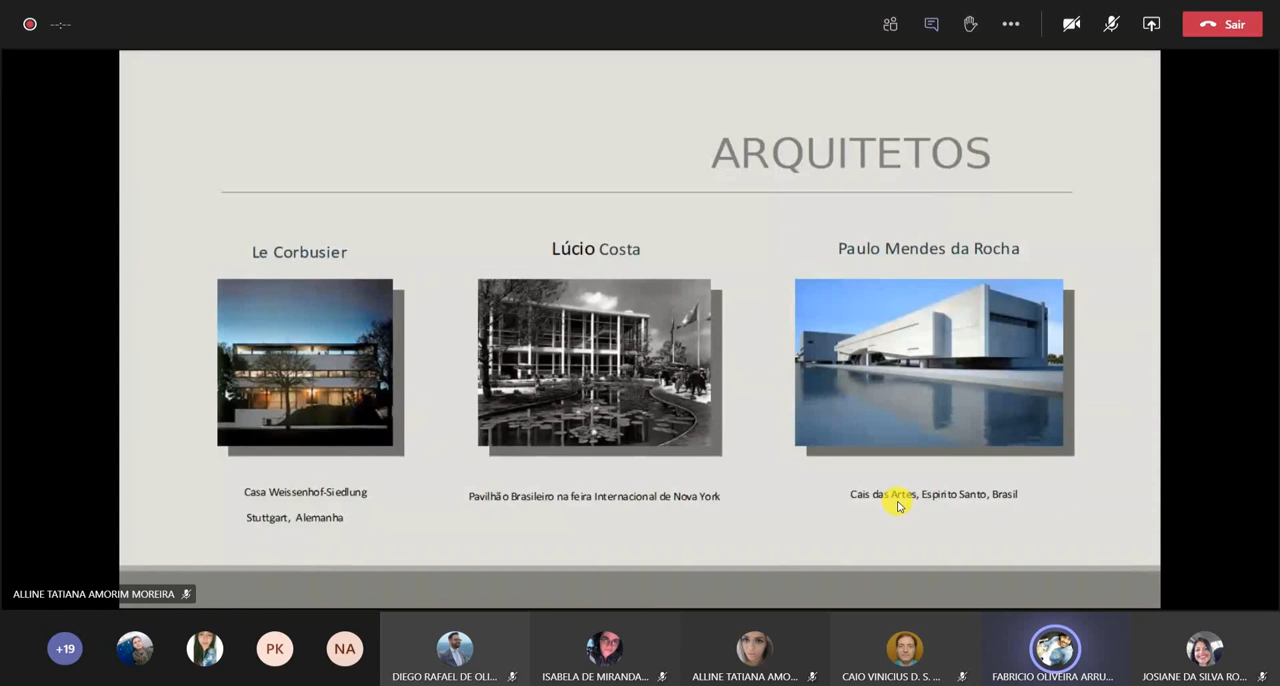 --:--
Sair
ARQUITETOS
Le Corbusier
Lúcio Costa
Paulo Mendes da Rocha
Casa Weissenhof-Siedlung
Stuttgart, Alemanha
Pavilhão Brasileiro na feira Internacional de Nova York
Cais das Artes, Espirito Santo, Brasil
ALLINE TATIANA AMORIM MOREIRA
+19
PK
NA
DIEGO RAFAEL DE OLI...
ISABELA DE MIRANDA...
ALLINE TATIANA AMO...
CAIO VINICIUS D. S. ...
FABRICIO OLIVEIRA ARRU...
JOSIANE DA SILVA RO...